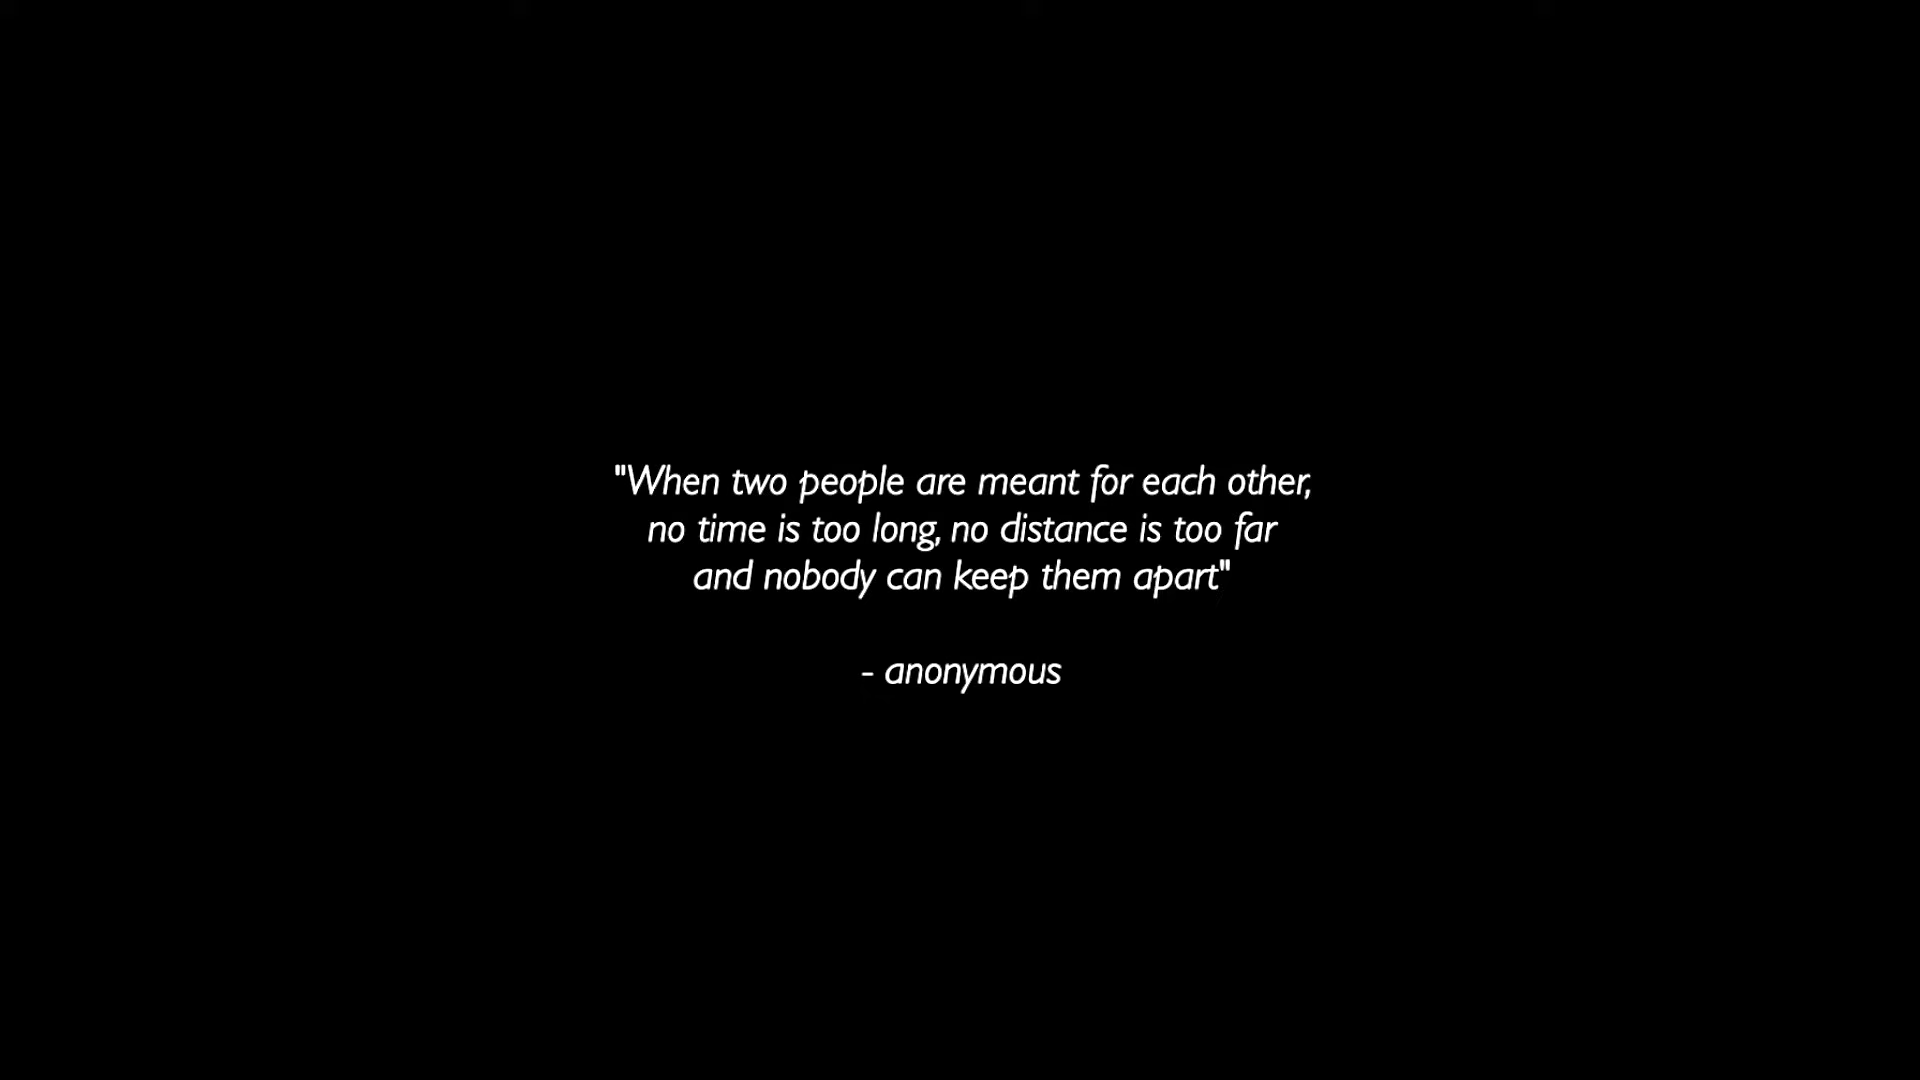 "When two people are meant for each other,
no time is too long, no distance is too far
and nobody can keep them apart"
- anonymous